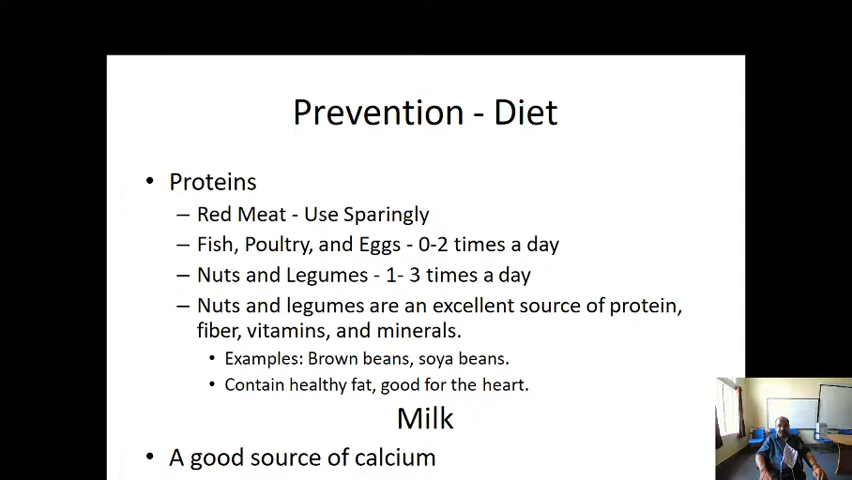 Prevention - Diet
• Proteins
– Red Meat - Use Sparingly
– Fish, Poultry, and Eggs - 0-2 times a day
– Nuts and Legumes - 1- 3 times a day
– Nuts and legumes are an excellent source of protein,
fiber, vitamins, and minerals.
• Examples: Brown beans, soya beans.
• Contain healthy fat, good for the heart.
Milk
• A good source of calcium